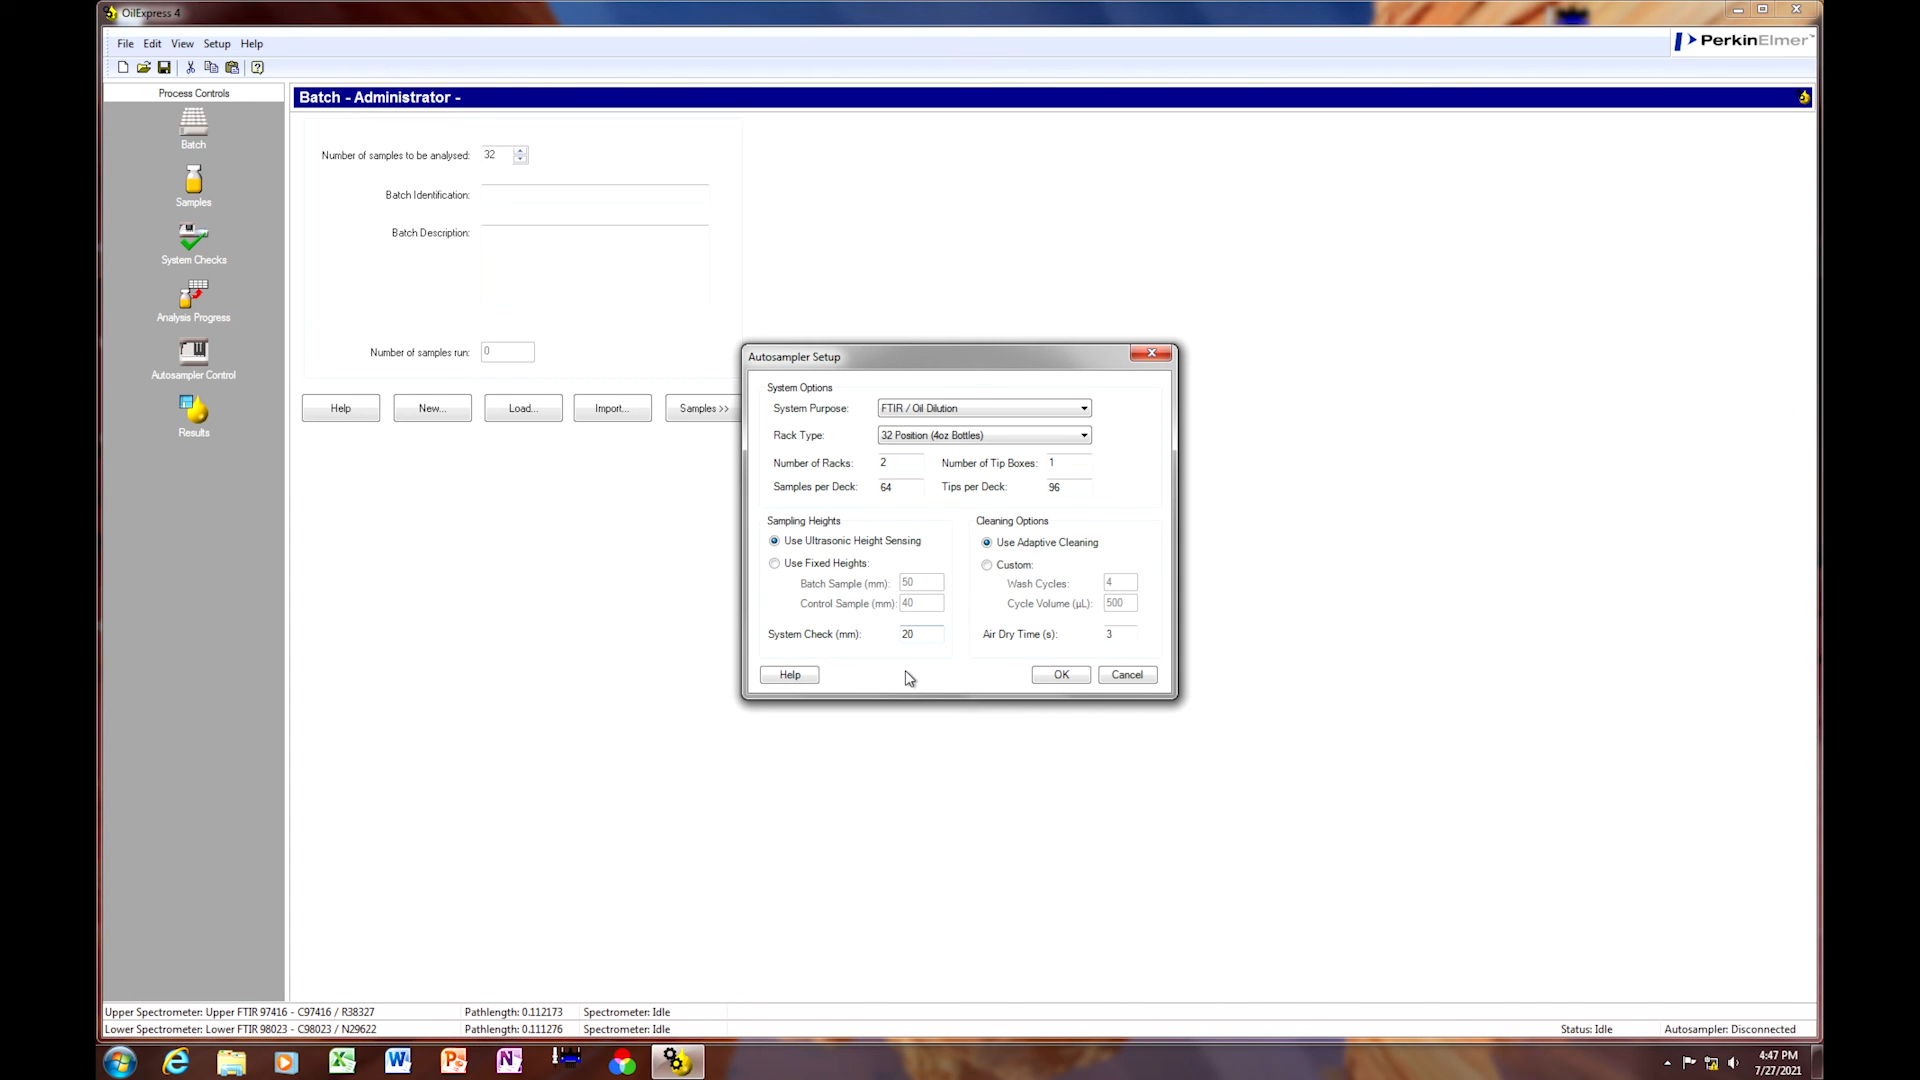 OilExpress 4
File Edit View Setup Help
PerkinElmer™
Process Controls
Batch - Administrator -
Batch
Samples
System Checks
Analysis Progress
Autosampler Control
Results
Number of samples to be analysed: 32
Batch Identification:
Batch Description:
Number of samples run: 0
Help New... Load... Import... Samples >>
Autosampler Setup
System Options
System Purpose: FTIR / Oil Dilution
Rack Type: 32 Position (4oz Bottles)
Number of Racks: 2 Number of Tip Boxes: 1
Samples per Deck: 64 Tips per Deck: 96
Sampling Heights
Use Ultrasonic Height Sensing
Use Fixed Heights:
Batch Sample (mm): 50
Control Sample (mm): 40
System Check (mm): 20
Cleaning Options
Use Adaptive Cleaning
Custom:
Wash Cycles: 4
Cycle Volume (µL): 500
Air Dry Time (s): 3
Help OK Cancel
Upper Spectrometer: Upper FTIR 97416 - C97416 / R38327 Pathlength: 0.112173 Spectrometer: Idle
Lower Spectrometer: Lower FTIR 98023 - C98023 / N29622 Pathlength: 0.111276 Spectrometer: Idle Status: Idle Autosampler: Disconnected
4:47 PM
7/27/2021